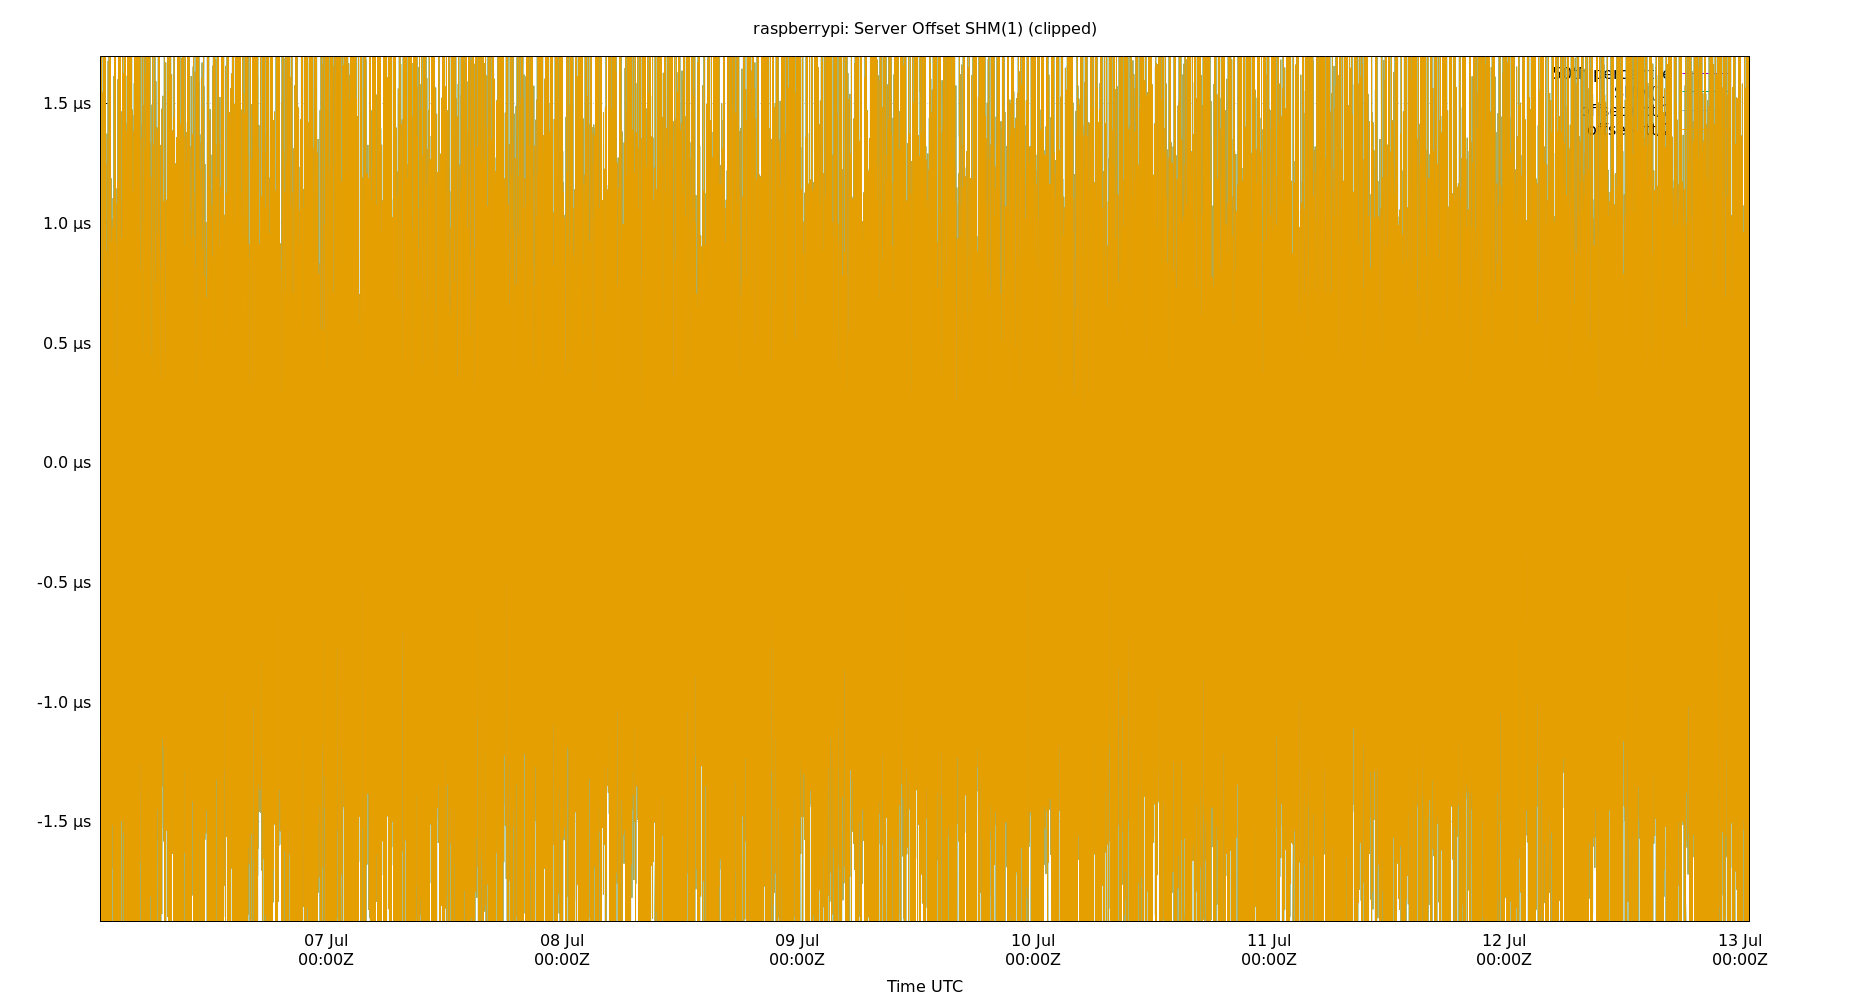 raspberrypi: Server Offset SHM(1) (clipped)
1.5 µs
1.0 µs
0.5 µs
0.0 µs
-0.5 µs
-1.0 µs
-1.5 µs
07 Jul 08 Jul 09 Jul 10 Jul 11 Jul 12 Jul 13 Jul
00:00Z 00:00Z 00:00Z 00:00Z 00:00Z 00:00Z 00:00Z
Time UTC